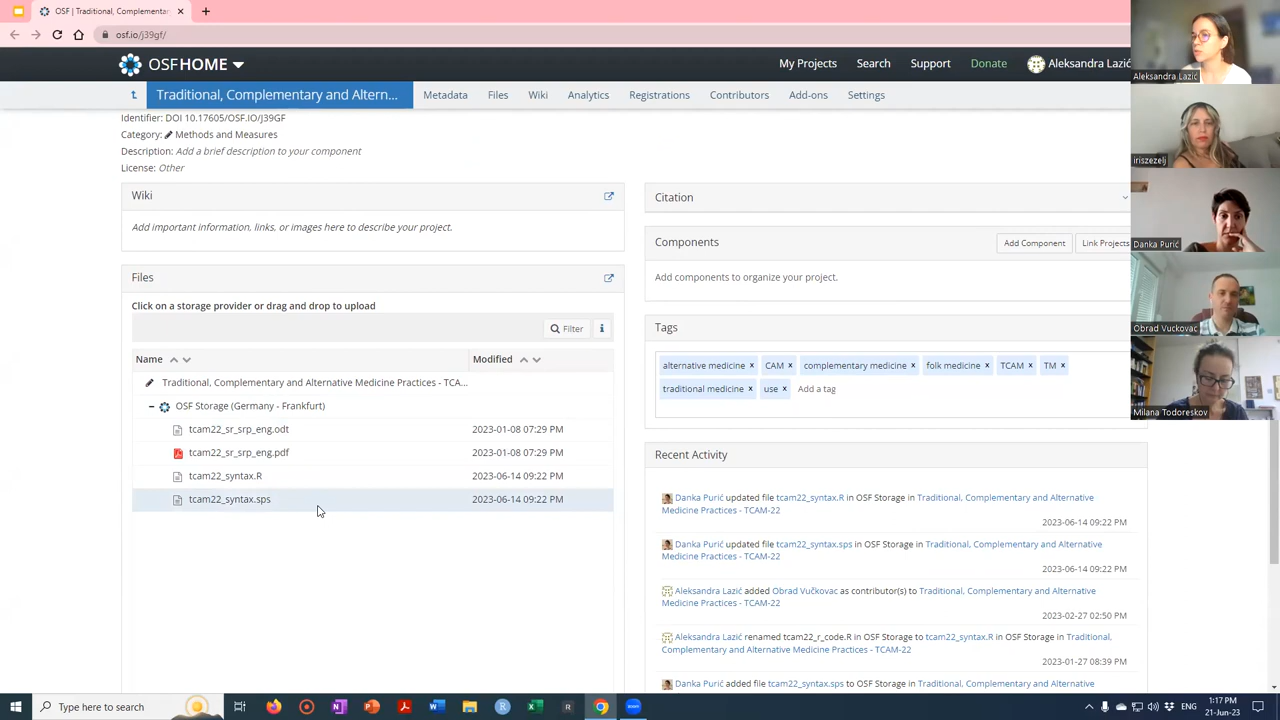 OSF | Traditional, Complementar
osf.io/j39gf/
OSFHOME
My Projects
Search
Support
Donate
Aleksandra Lazić
Traditional, Complementary and Altern...
Metadata
Files
Wiki
Analytics
Registrations
Contributors
Add-ons
Settings
Identifier: DOI 10.17605/OSF.IO/J39GF
Category: Methods and Measures
Description: Add a brief description to your component
License: Other
Wiki
Add important information, links, or images here to describe your project.
Files
Click on a storage provider or drag and drop to upload
Filter
Name
Modified
Traditional, Complementary and Alternative Medicine Practices - TCA...
OSF Storage (Germany - Frankfurt)
tcam22_sr_srp_eng.odt
2023-01-08 07:29 PM
tcam22_sr_srp_eng.pdf
2023-01-08 07:29 PM
tcam22_syntax.R
2023-06-14 09:22 PM
tcam22_syntax.sps
2023-06-14 09:22 PM
Citation
Components
Add Component
Link Projects
Add components to organize your project.
Tags
alternative medicine x
CAM x
complementary medicine x
folk medicine x
TCAM x
TM x
traditional medicine x
use x
Add a tag
Recent Activity
Danka Purić updated file tcam22_syntax.R in OSF Storage in Traditional, Complementary and Alternative
Medicine Practices - TCAM-22
2023-06-14 09:22 PM
Danka Purić updated file tcam22_syntax.sps in OSF Storage in Traditional, Complementary and Alternative
Medicine Practices - TCAM-22
2023-06-14 09:22 PM
Aleksandra Lazić added Obrad Vučkovac as contributor(s) to Traditional, Complementary and Alternative
Medicine Practices - TCAM-22
2023-02-27 02:50 PM
Aleksandra Lazić renamed tcam22_r_code.R in OSF Storage to tcam22_syntax.R in OSF Storage in Traditional,
Complementary and Alternative Medicine Practices - TCAM-22
2023-01-27 08:39 PM
Danka Purić added file tcam22_syntax.sps to OSF Storage in Traditional, Complementary and Alternative
Aleksandra Lazić
iriszezelj
Danka Purić
Obrad Vuckovac
Milana Todoreskov
Type here to search
ENG
1:17 PM
21-Jun-23